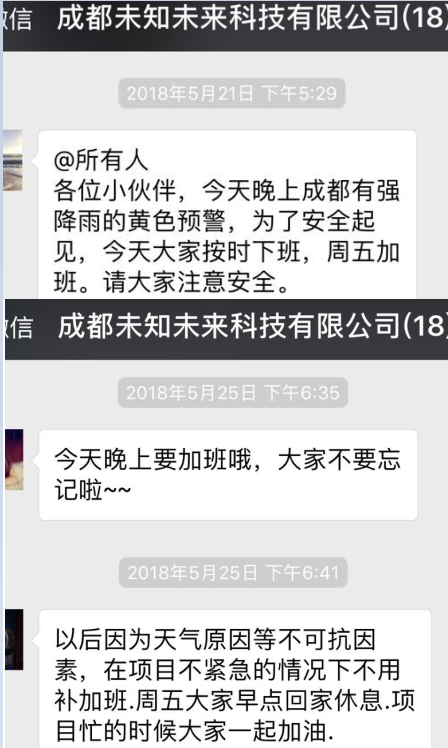 微信 成都未知未来科技有限公司(18)
2018年5月21日 下午5:29
@所有人
各位小伙伴，今天晚上成都有强
降雨的黄色预警，为了安全起
见，今天大家按时下班，周五加
班。请大家注意安全。
微信 成都未知未来科技有限公司(18)
2018年5月25日 下午6:35
今天晚上要加班哦，大家不要忘
记啦~~
2018年5月25日 下午6:41
以后因为天气原因等不可抗因
素，在项目不紧急的情况下不用
补加班.周五大家早点回家休息.项
目忙的时候大家一起加油.